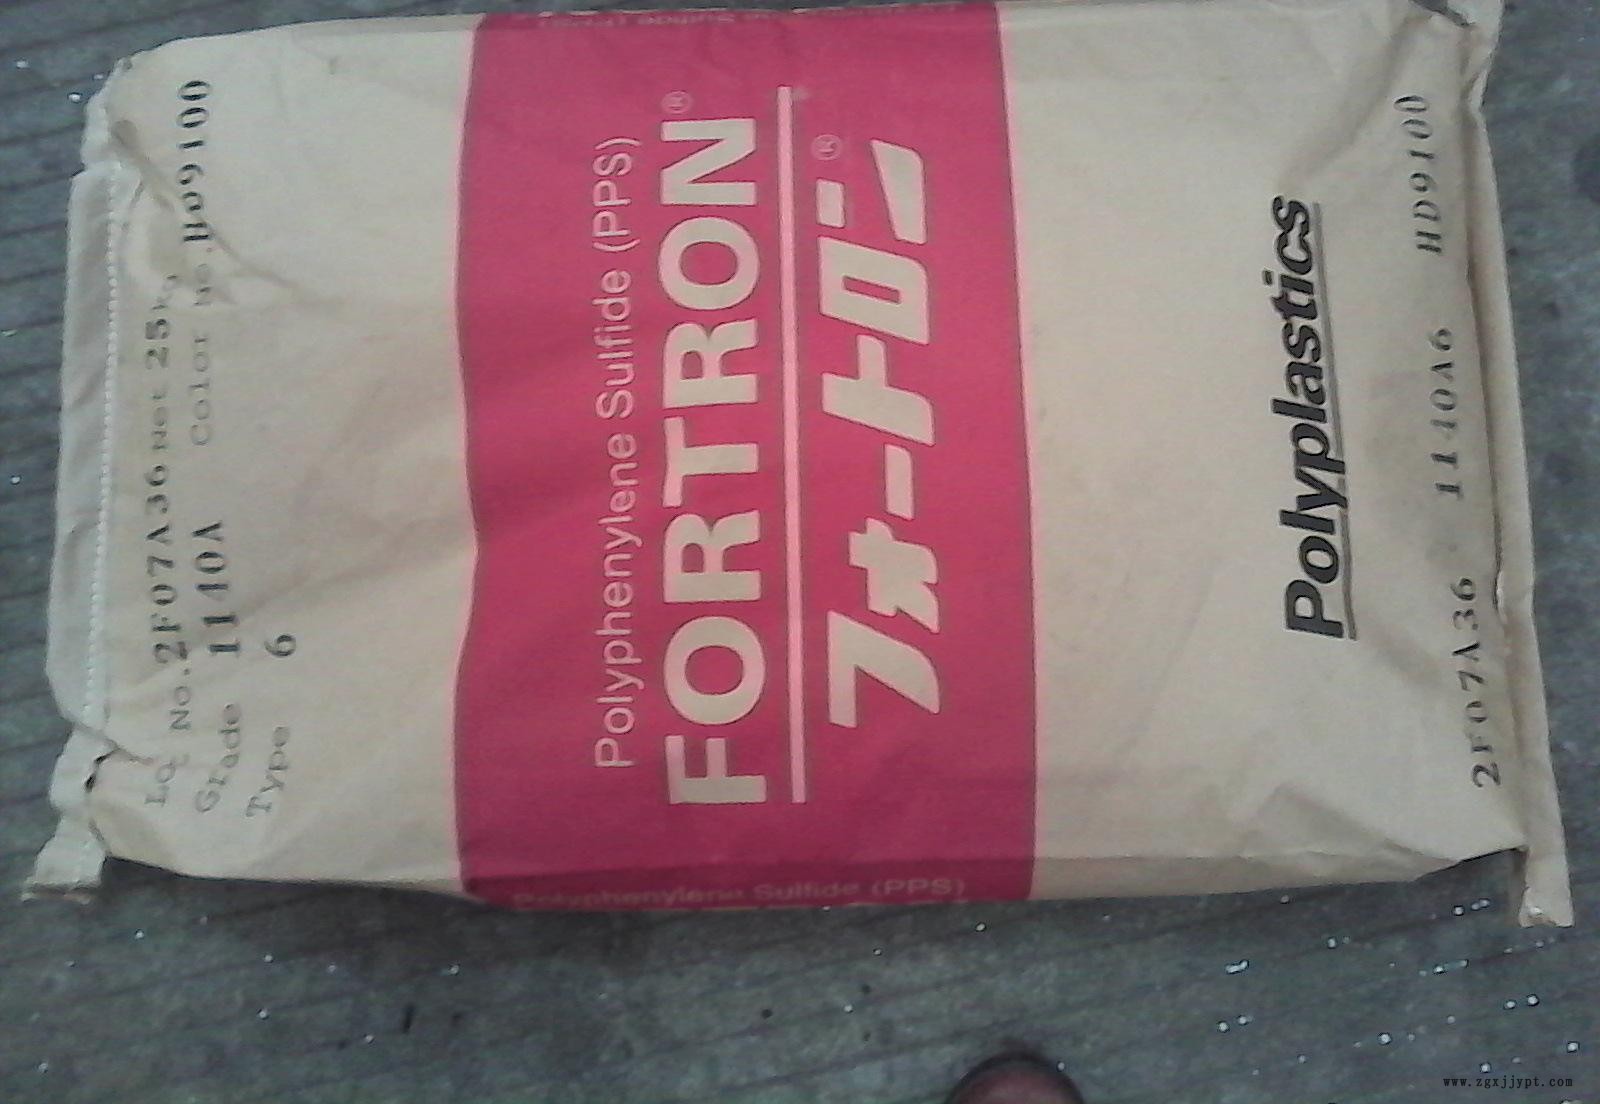 Lot No.2F07A36 Net 25kg
Grade 1140A Color No.HD9100
Type 6
Polyphenylene Sulfide (PPS)
FORTRON®
フォートロン®
Polyplastics
2F07A36 1140A6 HD9100
Polyphenylene Sulfide (PPS)
www.zgxjjypt.com